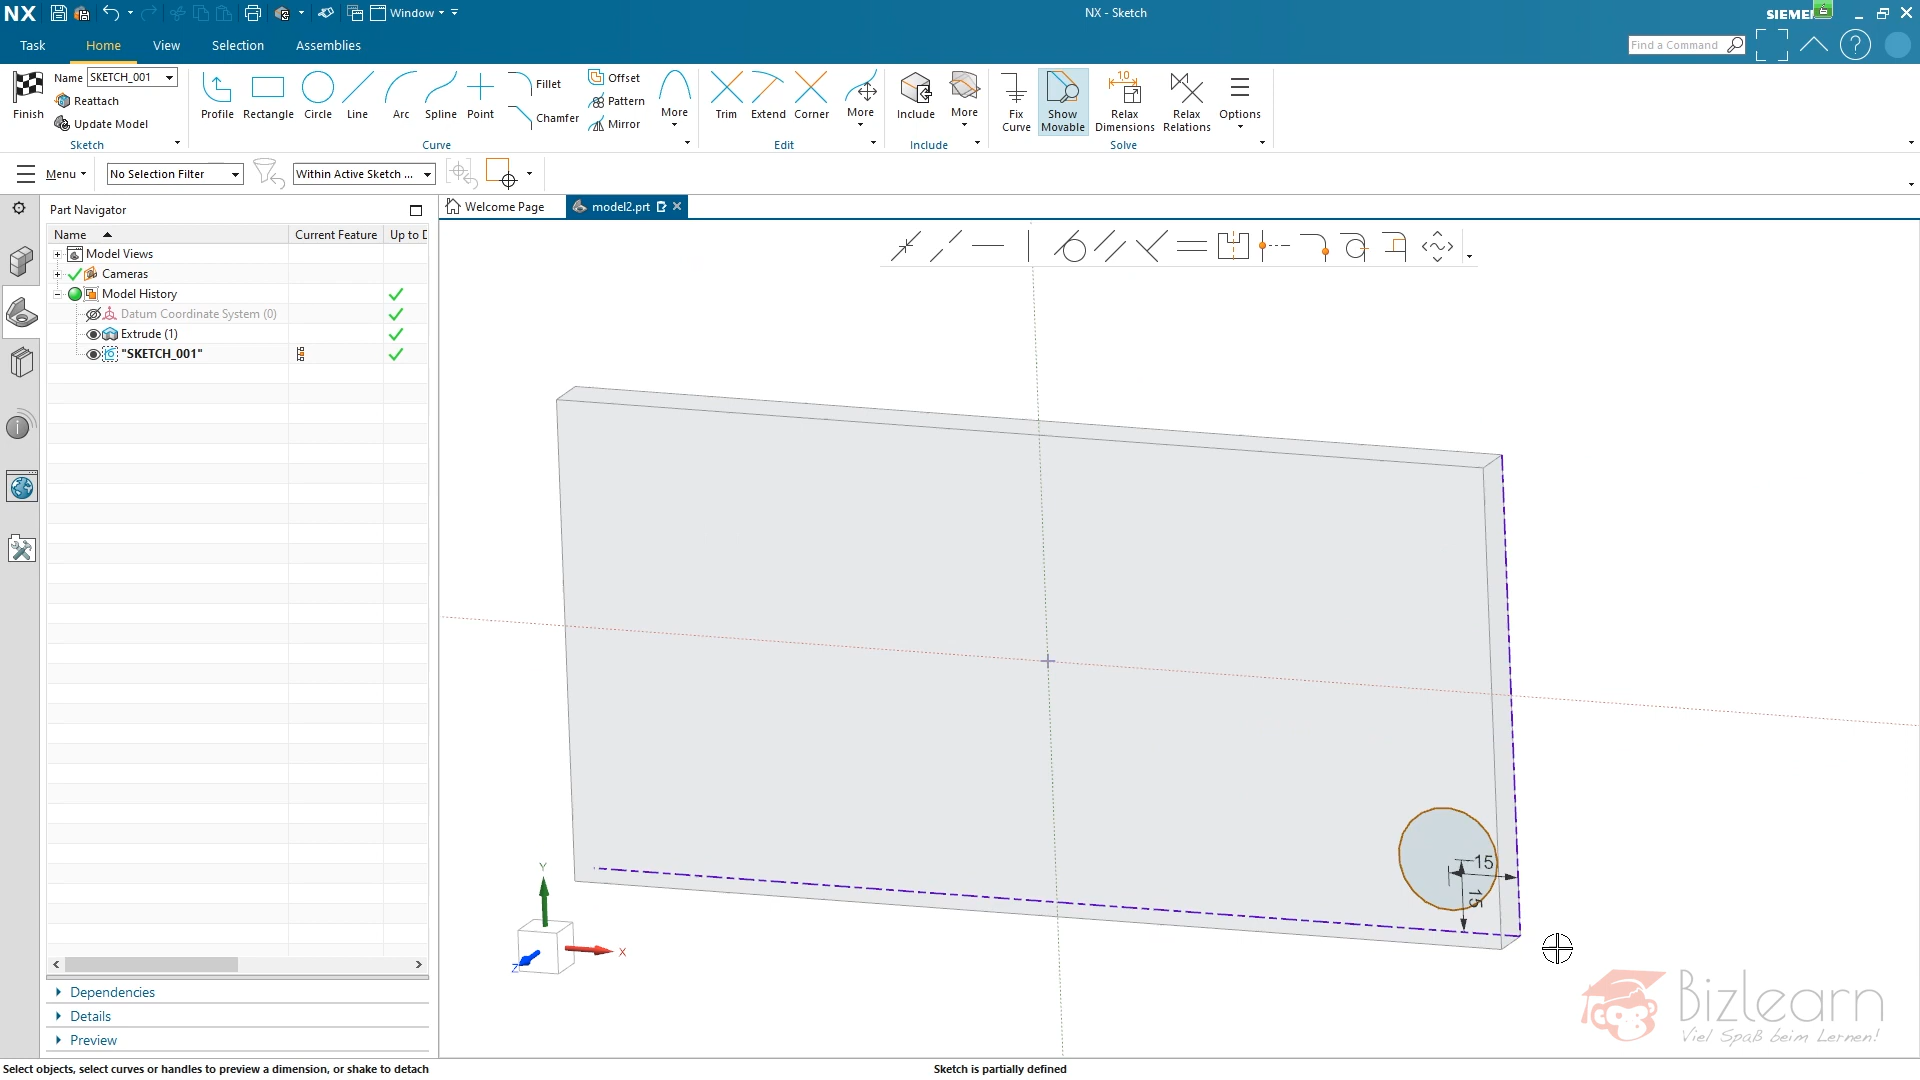 NX
Window
NX - Sketch
Task
Home
View
Selection
Assemblies
Find a Command
Finish
Name SKETCH_001
Reattach
Update Model
Sketch
Profile
Rectangle
Circle
Line
Arc
Spline
Point
Fillet
Chamfer
Offset
Pattern
Mirror
More
Curve
Trim
Extend
Corner
More
Edit
Include
More
Include
Fix Curve
Show Movable
Relax Dimensions
Relax Relations
Options
Solve
Menu
No Selection Filter
Within Active Sketch ...
Part Navigator
Welcome Page
model2.prt
Name
Current Feature
Up to D
Model Views
Cameras
Model History
Datum Coordinate System (0)
Extrude (1)
"SKETCH_001"
15
15
Y
X
Z
Dependencies
Details
Preview
Bizlearn
Viel Spaß beim Lernen!
Select objects, select curves or handles to preview a dimension, or shake to detach
Sketch is partially defined